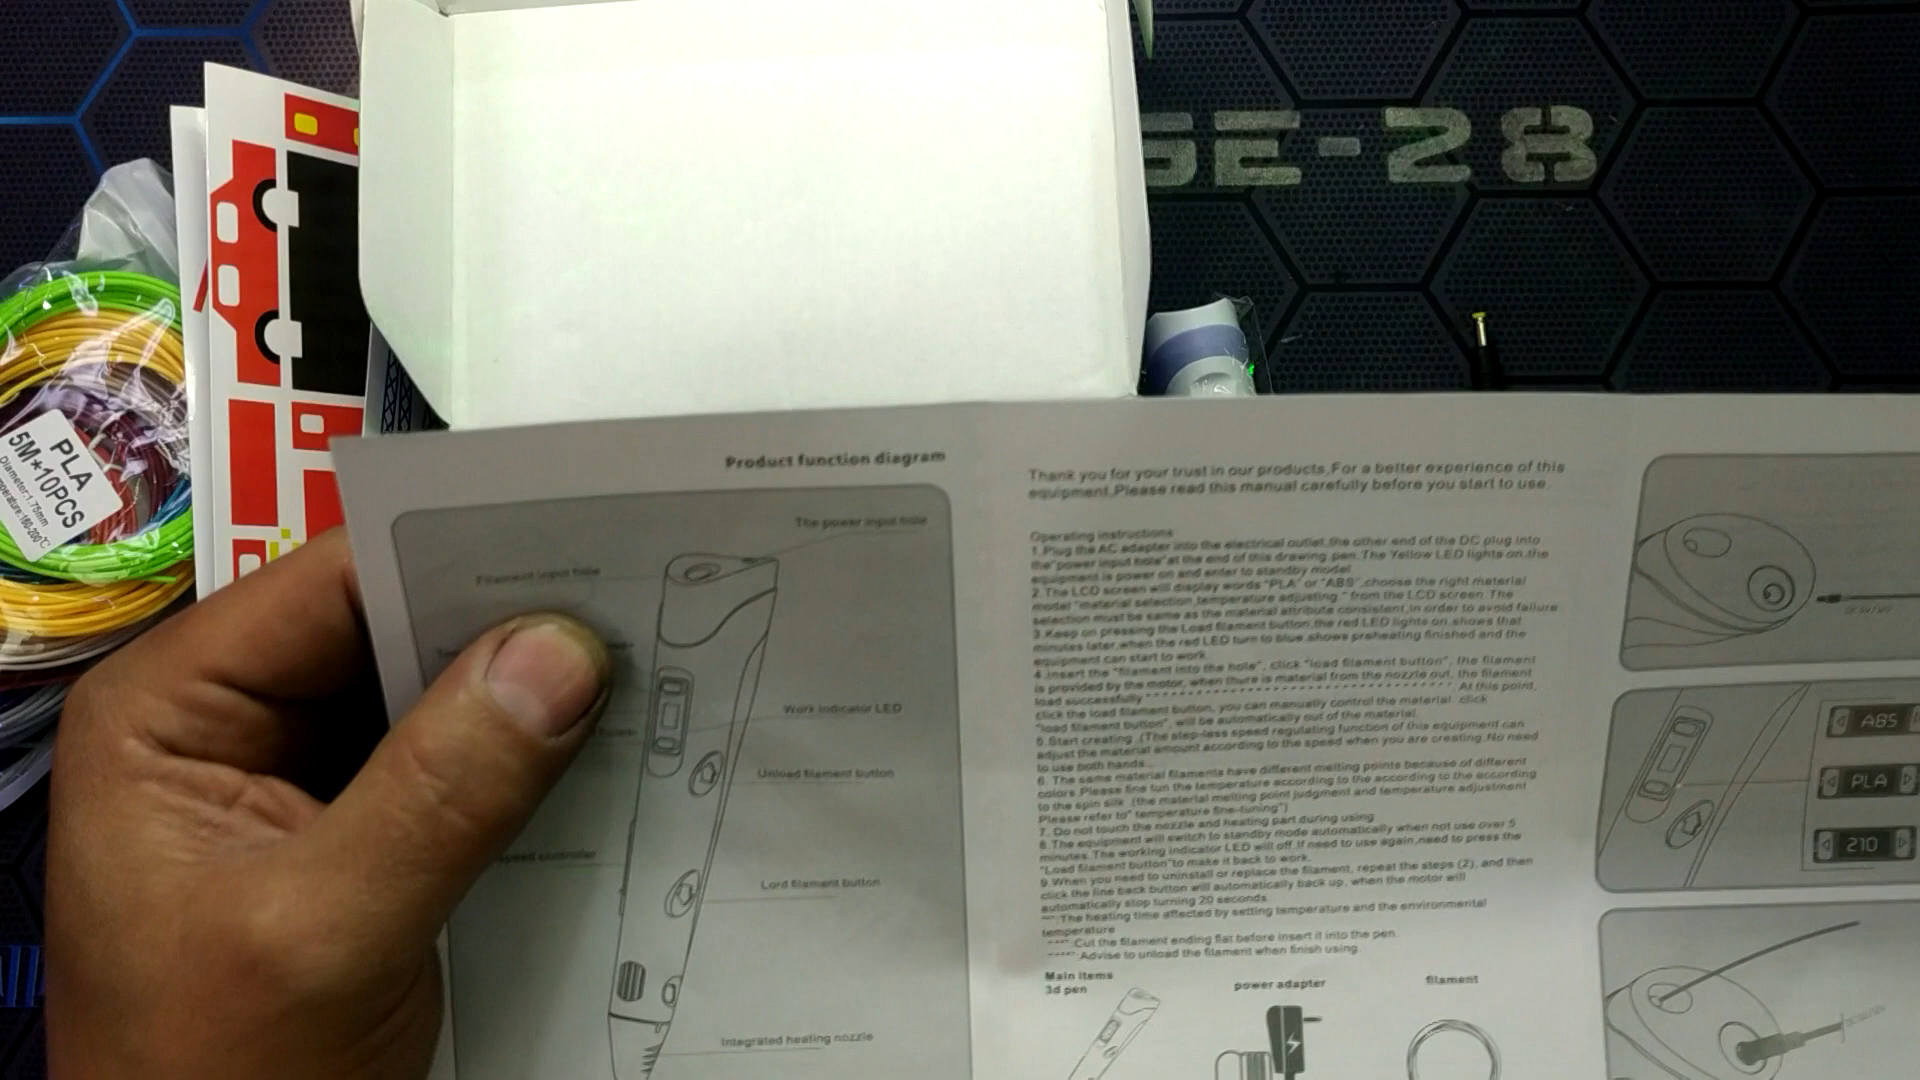 SE-28
PLA
5M*10PCS
Diameter:1.75mm
perature:160-200℃
Product function diagram
The power input hole
Filament input hole
Work indicator LED
Unload filament button
speed controller
Lord filament button
Integrated heating nozzle
Thank you for your trust in our products.For a better experience of this
equipment.Please read this manual carefully before you start to use.
Operating instructions
1.Plug the AC adapter into the electrical outlet,the other end of the DC plug into
the"power input hole"at the end of this drawing pen.The Yellow LED lights on,the
equipment is power on and enter to standby model.
2.The LCD screen will display words "PLA" or "ABS",choose the right material
model "material selection,temperature adjusting." from the LCD screen.The
selection must be same as the material attribute consistent,in order to avoid failure
3.Keep on pressing the Load filament button,the red LED lights on,shows that
minutes later,when the red LED turn to blue,shows preheating finished and the
equipment can start to work.
4.Insert the "filament into the hole", click "load filament button", the filament
is provided by the motor, when there is material from the nozzle out, the filament
load successfully At this point,
click the load filament button, you can manually control the material. click
"load filament button", will be automatically out of the material.
5.Start creating .(The step-less speed regulating function of this equipment can
adjust the material amount according to the speed when you are creating.No need
to use both hands.
6. The same material filaments have different melting points because of different
colors.Please fine tun the temperature according to the according to the according
to the spin silk .(the material melting point judgment and temperature adjustment
Please refer to" temperature fine-tuning")
7. Do not touch the nozzle and heating part during using
8.The equipment will switch to standby mode automatically when not use over 5
minutes.The working indicator LED will off.If need to use again,need to press the
"Load filament button"to make it back to work.
9.When you need to uninstall or replace the filament, repeat the steps (2), and then
click the line back button will automatically back up, when the motor will
automatically stop turning 20 seconds
:The heating time affected by setting temperature and the environmental
temperature
:Cut the filament ending flat before insert it into the pen.
:Advise to unload the filament when finish using.
Main items
3d pen
power adapter
filament
ABS
PLA
210